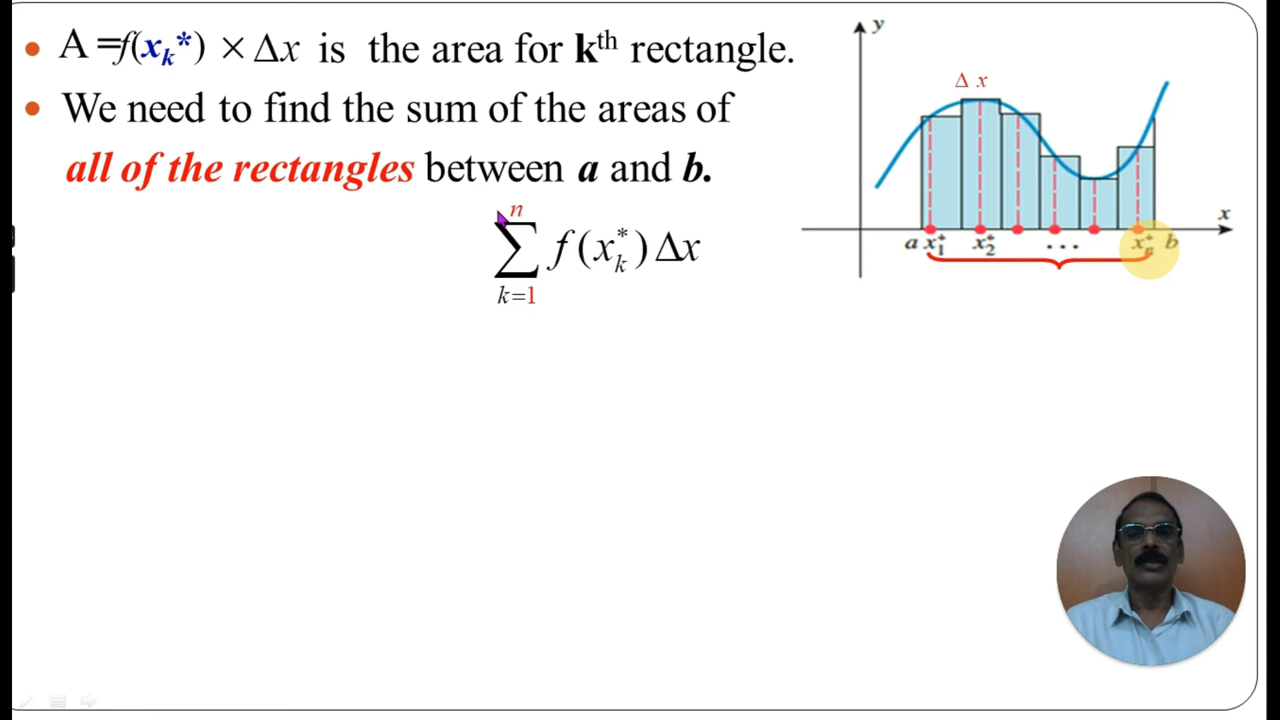 • A =f(xₖ*) × Δx is the area for kᵗʰ rectangle.
• We need to find the sum of the areas of
all of the rectangles between a and b.
n
∑ f(xₖ*) Δx
k=1
y
Δ x
x
a x₁* x₂* ... xₙ* b